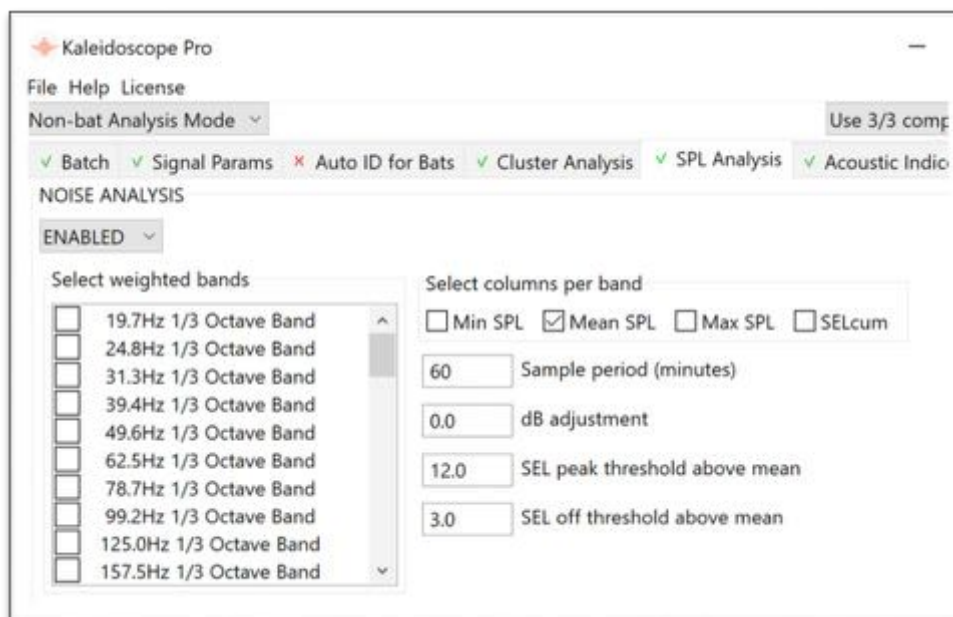 Kaleidoscope Pro
File Help License
Non-bat Analysis Mode
Use 3/3 comp
Batch Signal Params Auto ID for Bats Cluster Analysis SPL Analysis Acoustic Indic
NOISE ANALYSIS
ENABLED
Select weighted bands
19.7Hz 1/3 Octave Band
24.8Hz 1/3 Octave Band
31.3Hz 1/3 Octave Band
39.4Hz 1/3 Octave Band
49.6Hz 1/3 Octave Band
62.5Hz 1/3 Octave Band
78.7Hz 1/3 Octave Band
99.2Hz 1/3 Octave Band
125.0Hz 1/3 Octave Band
157.5Hz 1/3 Octave Band
Select columns per band
Min SPL Mean SPL Max SPL SELcum
60 Sample period (minutes)
0.0 dB adjustment
12.0 SEL peak threshold above mean
3.0 SEL off threshold above mean